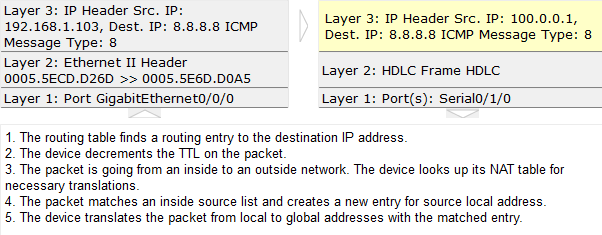 Layer 3: IP Header Src. IP:
192.168.1.103, Dest. IP: 8.8.8.8 ICMP
Message Type: 8
Layer 2: Ethernet II Header
0005.5ECD.D26D >> 0005.5E6D.D0A5
Layer 1: Port GigabitEthernet0/0/0
Layer 3: IP Header Src. IP: 100.0.0.1,
Dest. IP: 8.8.8.8 ICMP Message Type: 8
Layer 2: HDLC Frame HDLC
Layer 1: Port(s): Serial0/1/0
1. The routing table finds a routing entry to the destination IP address.
2. The device decrements the TTL on the packet.
3. The packet is going from an inside to an outside network. The device looks up its NAT table for
necessary translations.
4. The packet matches an inside source list and creates a new entry for source local address.
5. The device translates the packet from local to global addresses with the matched entry.